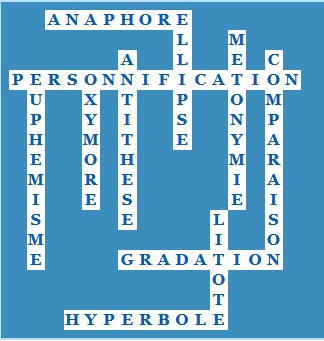 ANAPHORE
ELLIPSE
METONYMIE
ANTITHESE
COMPARAISON
PERSONNIFICATION
EUPHEMISME
OXYMORE
LITOTE
GRADATION
HYPERBOLE